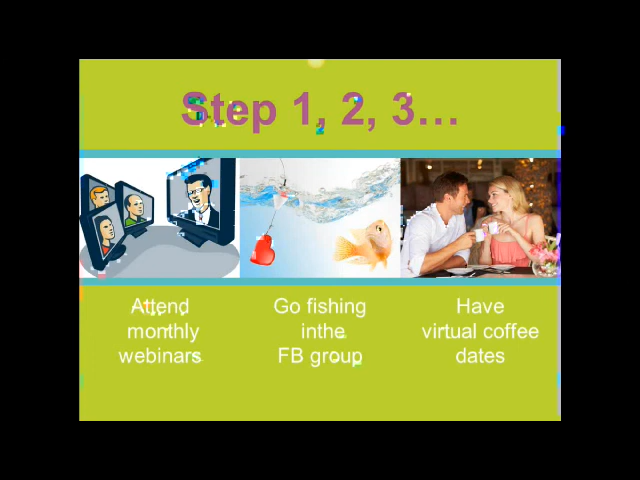 Step 1, 2, 3...
Attend
monthly
webinars
Go fishing
inthe
FB group
Have
virtual coffee
dates